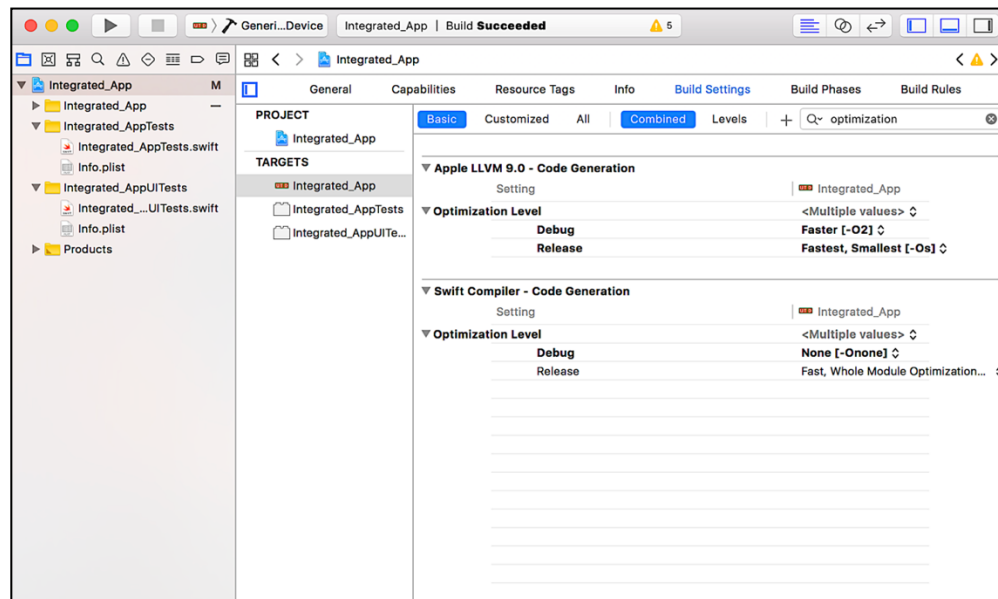 Generi...Device
Integrated_App | Build Succeeded
5
Integrated_App
General Capabilities Resource Tags Info Build Settings Build Phases Build Rules
Basic Customized All Combined Levels + optimization
Integrated_App M
Integrated_App –
Integrated_AppTests
Integrated_AppTests.swift
Info.plist
Integrated_AppUITests
Integrated_...UITests.swift
Info.plist
Products
PROJECT
Integrated_App
TARGETS
Integrated_App
Integrated_AppTests
Integrated_AppUITe...
Apple LLVM 9.0 - Code Generation
Setting Integrated_App
Optimization Level <Multiple values>
Debug Faster [-O2]
Release Fastest, Smallest [-Os]
Swift Compiler - Code Generation
Setting Integrated_App
Optimization Level <Multiple values>
Debug None [-Onone]
Release Fast, Whole Module Optimization...